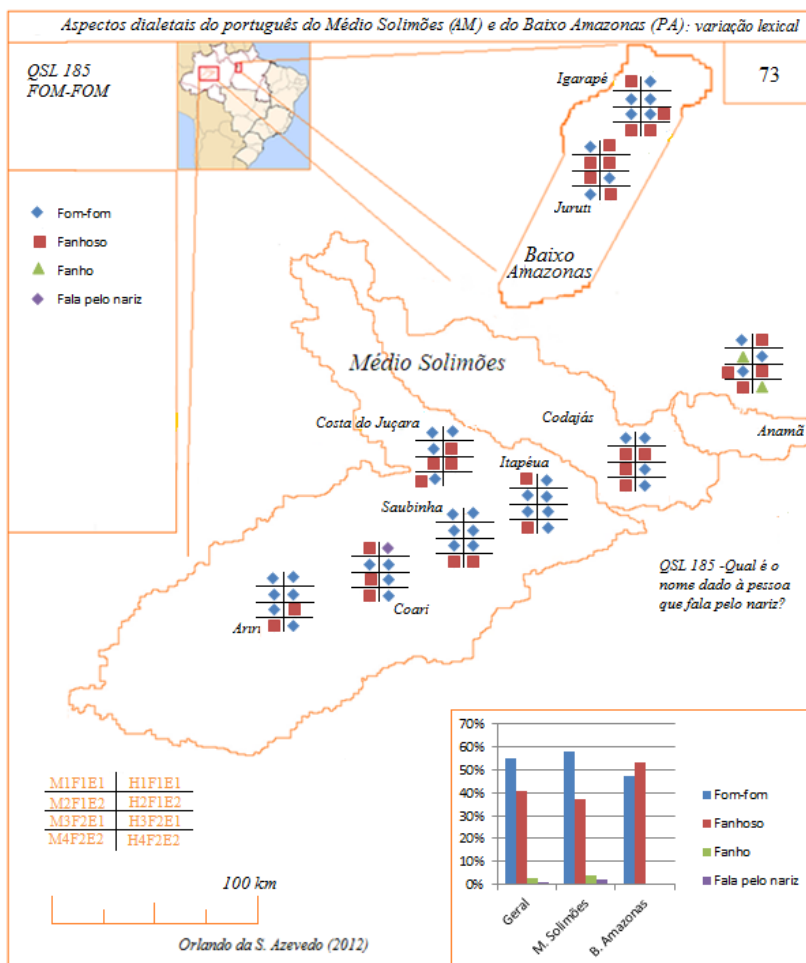 Aspectos dialetais do português do Médio Solimões (AM) e do Baixo Amazonas (PA): variação lexical
QSL 185
FOM-FOM
73
Igarapé
Juruti
Baixo
Amazonas
Fom-fom
Fanhoso
Fanho
Fala pelo nariz
Médio Solimões
Costa do Juçara
Codajás
Anamã
Itapéua
Saubinha
Coari
Ariri
QSL 185 -Qual é o
nome dado à pessoa
que fala pelo nariz?
M1F1E1 H1F1E1
M2F1E2 H2F1E2
M3F2E1 H3F2E1
M4F2E2 H4F2E2
100 km
Orlando da S. Azevedo (2012)
70%
60%
50%
40%
30%
20%
10%
0%
Geral
M. Solimões
B. Amazonas
Fom-fom
Fanhoso
Fanho
Fala pelo nariz